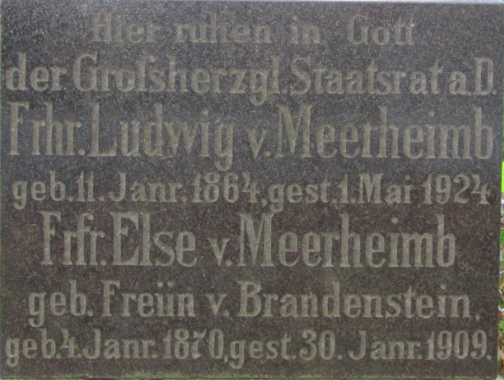 Hier ruhen in Gott
der Grofsherzgl. Staatsrat a.D.
Frhr. Ludwig v. Meerheimb
geb. 11. Janr. 1864, gest. 1. Mai 1924
Frfr. Else v. Meerheimb
geb. Freiin v. Brandenstein,
geb. 4. Janr. 1870, gest. 30. Janr. 1909.